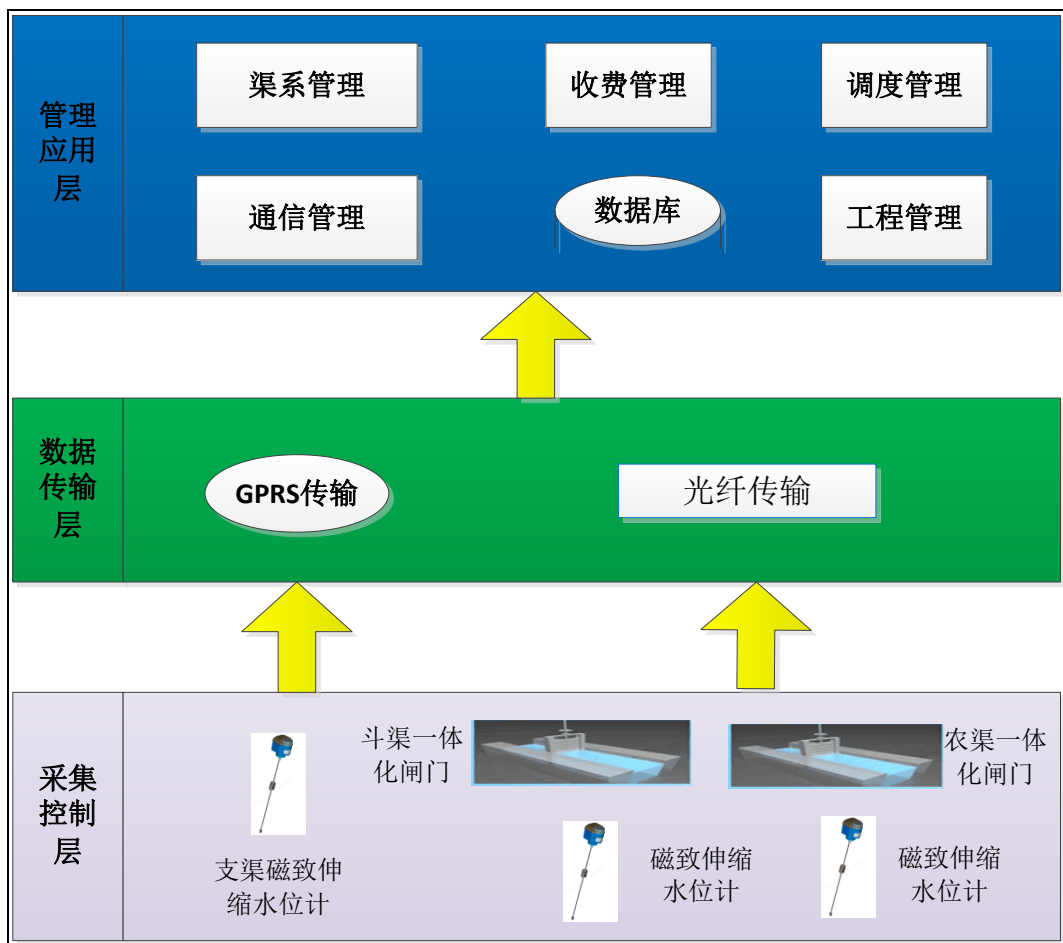 管理
应用
层
渠系管理
收费管理
调度管理
通信管理
数据库
工程管理
数据
传输
层
GPRS传输
光纤传输
采集
控制
层
斗渠一体
化闸门
农渠一体
化闸门
支渠磁致伸
缩水位计
磁致伸缩
水位计
磁致伸缩
水位计